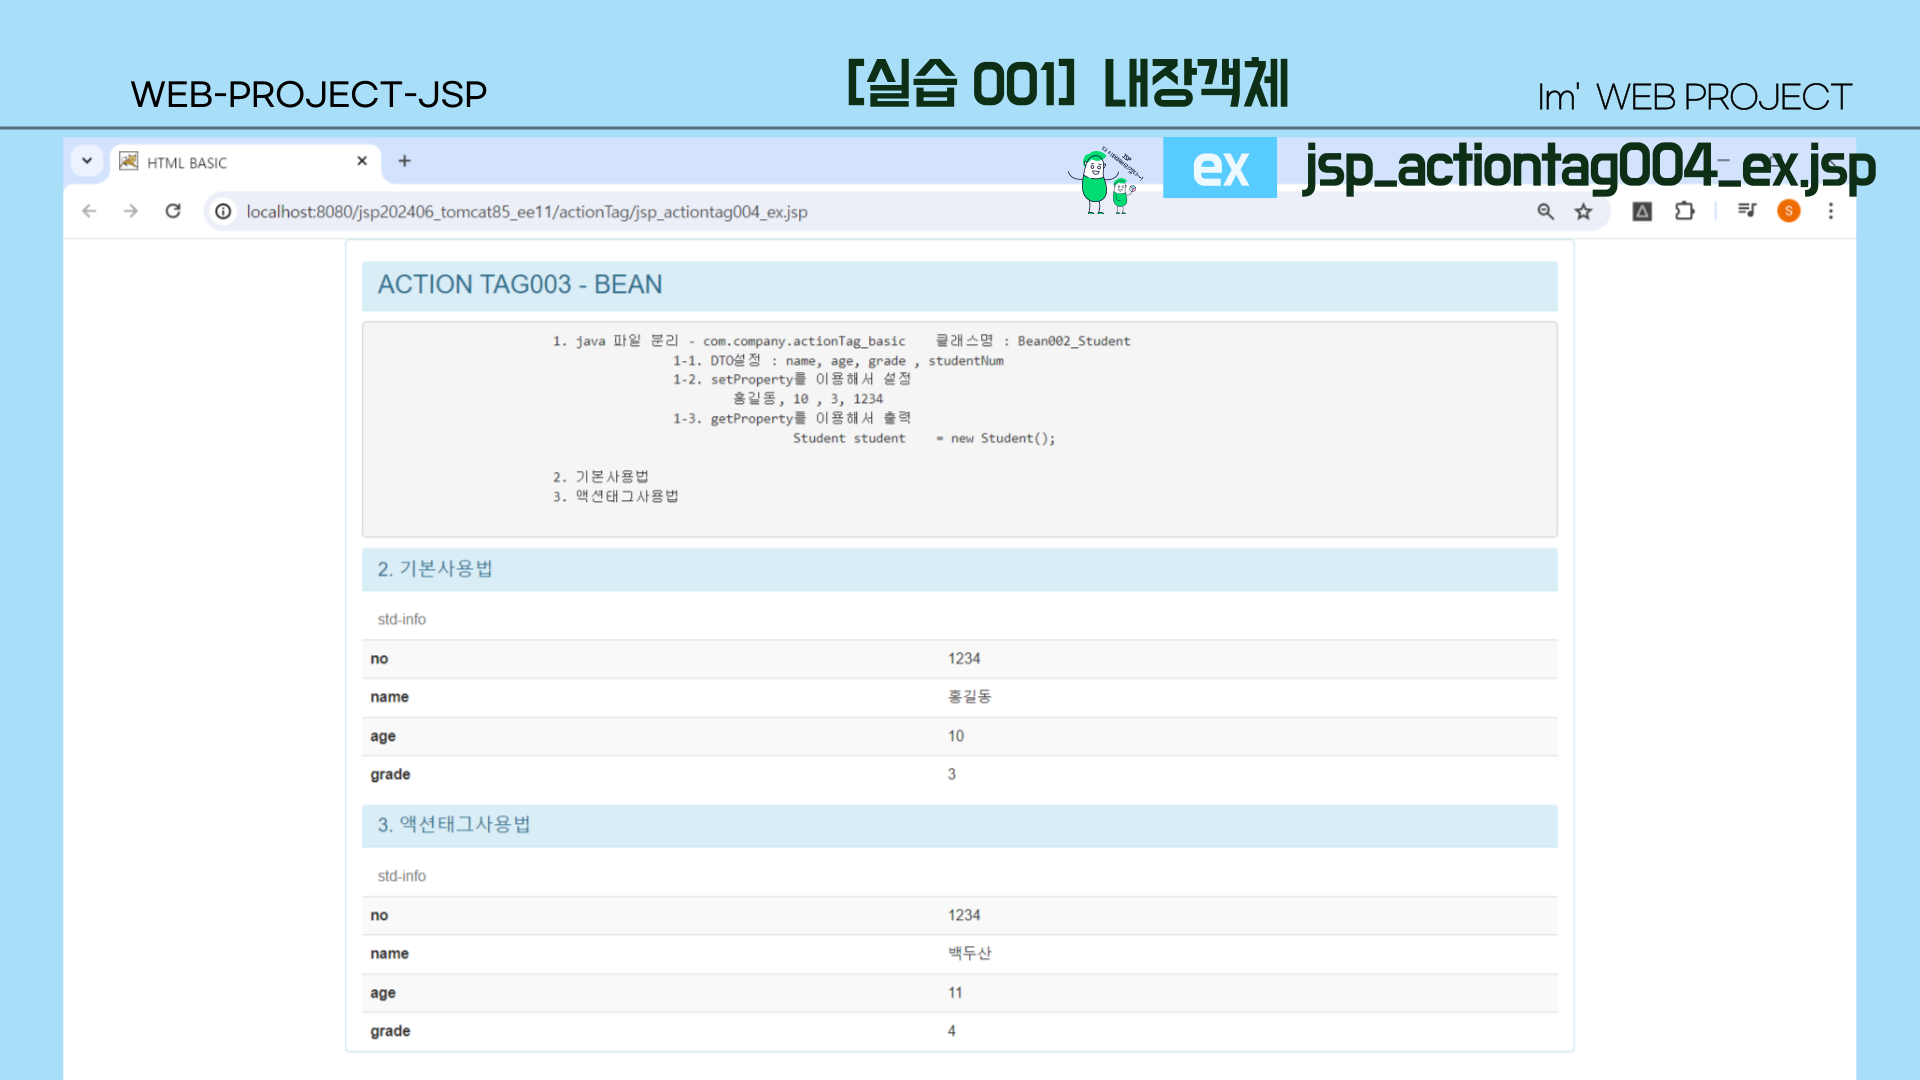 WEB-PROJECT-JSP
[실습 001] 내장객체
Im' WEB PROJECT
HTML BASIC
ex
jsp_actiontag004_ex.jsp
localhost:8080/jsp202406_tomcat85_ee11/actionTag/jsp_actiontag004_ex.jsp
S
ACTION TAG003 - BEAN
1. java 파일 분리 - com.company.actionTag_basic 클래스명 : Bean002_Student
1-1. DTO설정 : name, age, grade , studentNum
1-2. setProperty를 이용해서 설정
홍길동, 10 , 3, 1234
1-3. getProperty를 이용해서 출력
Student student = new Student();
2. 기본사용법
3. 액션태그사용법
2. 기본사용법
std-info
no 1234
name 홍길동
age 10
grade 3
3. 액션태그사용법
std-info
no 1234
name 백두산
age 11
grade 4